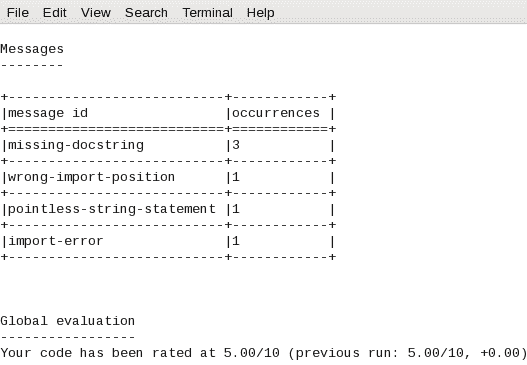 File Edit View Search Terminal Help
Messages
--------
+---------------------------+------------+
|message id                 |occurrences |
+===========================+============+
|missing-docstring          |3           |
+---------------------------+------------+
|wrong-import-position      |1           |
+---------------------------+------------+
|pointless-string-statement |1           |
+---------------------------+------------+
|import-error               |1           |
+---------------------------+------------+
Global evaluation
-----------------
Your code has been rated at 5.00/10 (previous run: 5.00/10, +0.00)